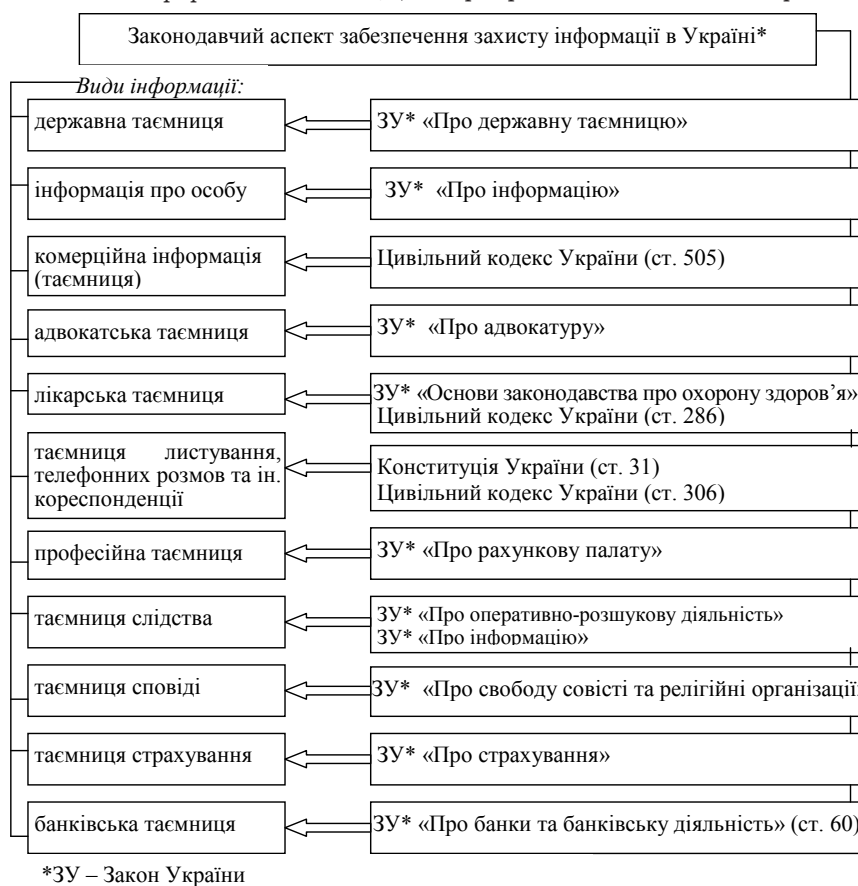 Законодавчий аспект забезпечення захисту інформації в Україні*
Види інформації:
державна таємниця
ЗУ* «Про державну таємницю»
інформація про особу
ЗУ* «Про інформацію»
комерційна інформація
(таємниця)
Цивільний кодекс України (ст. 505)
адвокатська таємниця
ЗУ* «Про адвокатуру»
лікарська таємниця
ЗУ* «Основи законодавства про охорону здоров’я»
Цивільний кодекс України (ст. 286)
таємниця листування,
телефонних розмов та ін.
кореспонденції
Конституція України (ст. 31)
Цивільний кодекс України (ст. 306)
професійна таємниця
ЗУ* «Про рахункову палату»
таємниця слідства
ЗУ* «Про оперативно-розшукову діяльність»
ЗУ* «Про інформацію»
таємниця сповіді
ЗУ* «Про свободу совісті та релігійні організації»
таємниця страхування
ЗУ* «Про страхування»
банківська таємниця
ЗУ* «Про банки та банківську діяльність» (ст. 60)
*ЗУ – Закон України